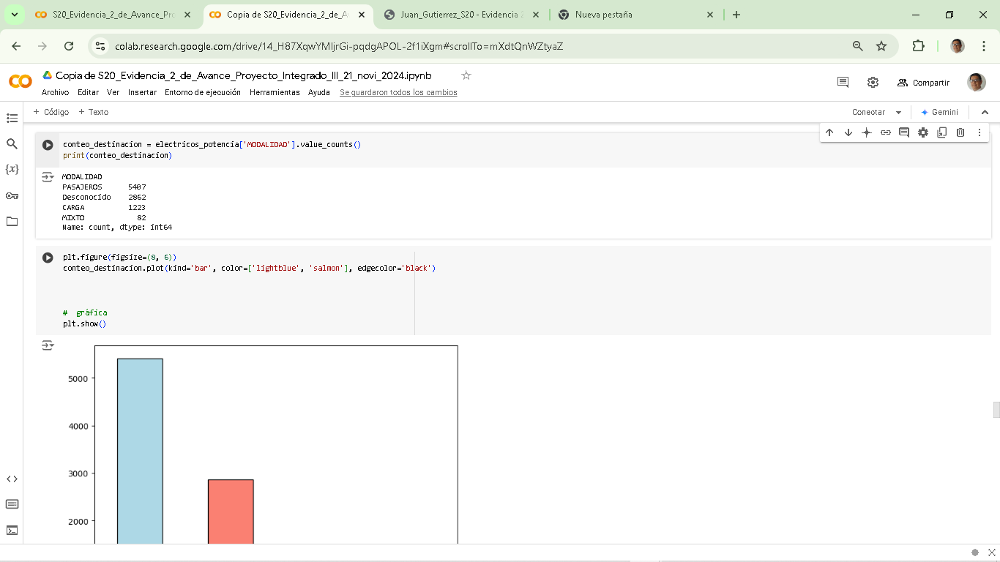 S20_Evidencia_2_de_Avance_Pro
Copia de S20_Evidencia_2_de_A
Juan_Gutierrez_S20 - Evidencia 2
Nueva pestaña
colab.research.google.com/drive/14_H87XqwYMljrGi-pqdgAPOL-2f1iXgm#scrollTo=mXdtQnWZtyaZ
Copia de S20_Evidencia_2_de_Avance_Proyecto_Integrado_III_21_novi_2024.ipynb
Archivo Editar Ver Insertar Entorno de ejecución Herramientas Ayuda Se guardaron todos los cambios
Compartir
+ Código + Texto
Conectar
Gemini
conteo_destinacion = electricos_potencia['MODALIDAD'].value_counts()
print(conteo_destinacion)
MODALIDAD
PASAJEROS 5407
Desconocido 2862
CARGA 1223
MIXTO 82
Name: count, dtype: int64
plt.figure(figsize=(8, 6))
conteo_destinacion.plot(kind='bar', color=['lightblue', 'salmon'], edgecolor='black')
# gráfica
plt.show()
5000
4000
3000
2000